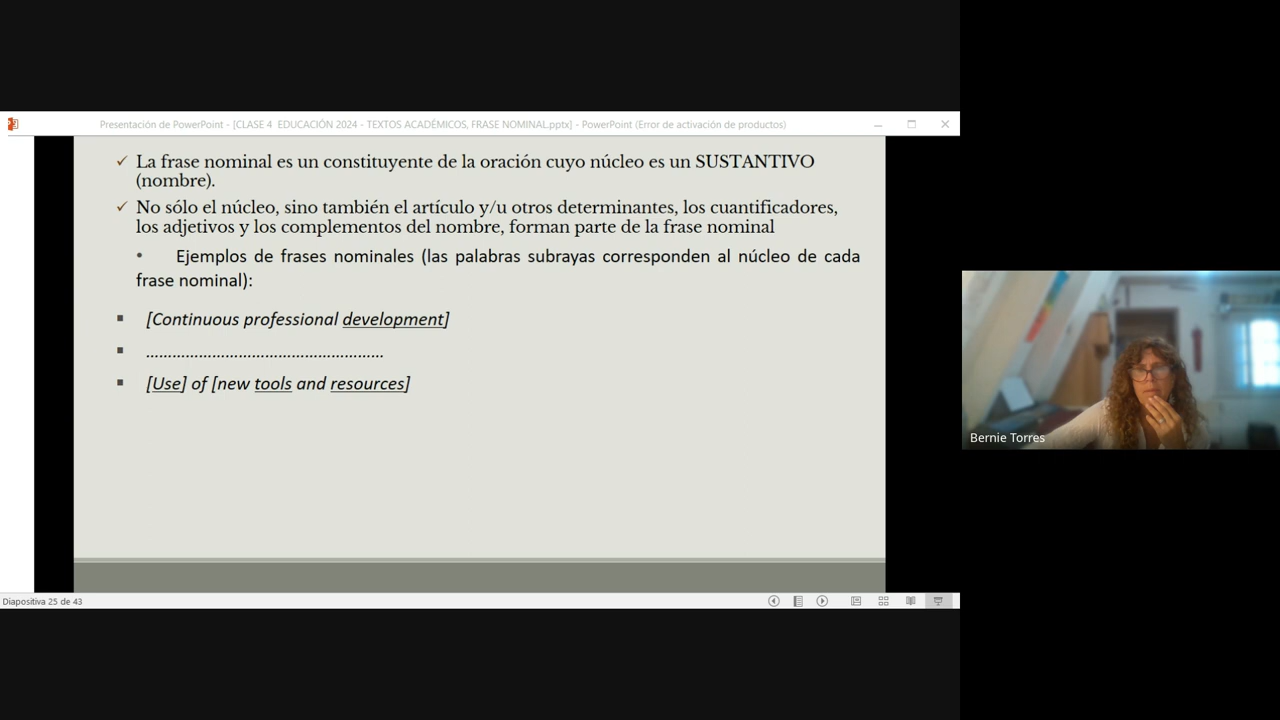 Presentación de PowerPoint - [CLASE 4  EDUCACIÓN 2024 - TEXTOS ACADÉMICOS, FRASE NOMINAL.pptx] - PowerPoint (Error de activación de productos)
✓ La frase nominal es un constituyente de la oración cuyo núcleo es un SUSTANTIVO
(nombre).
✓ No sólo el núcleo, sino también el artículo y/u otros determinantes, los cuantificadores,
los adjetivos y los complementos del nombre, forman parte de la frase nominal
• Ejemplos de frases nominales (las palabras subrayas corresponden al núcleo de cada
frase nominal):
▪ [Continuous professional development]
▪ ……………………………………………
▪ [Use] of [new tools and resources]
Bernie Torres
Diapositiva 25 de 43